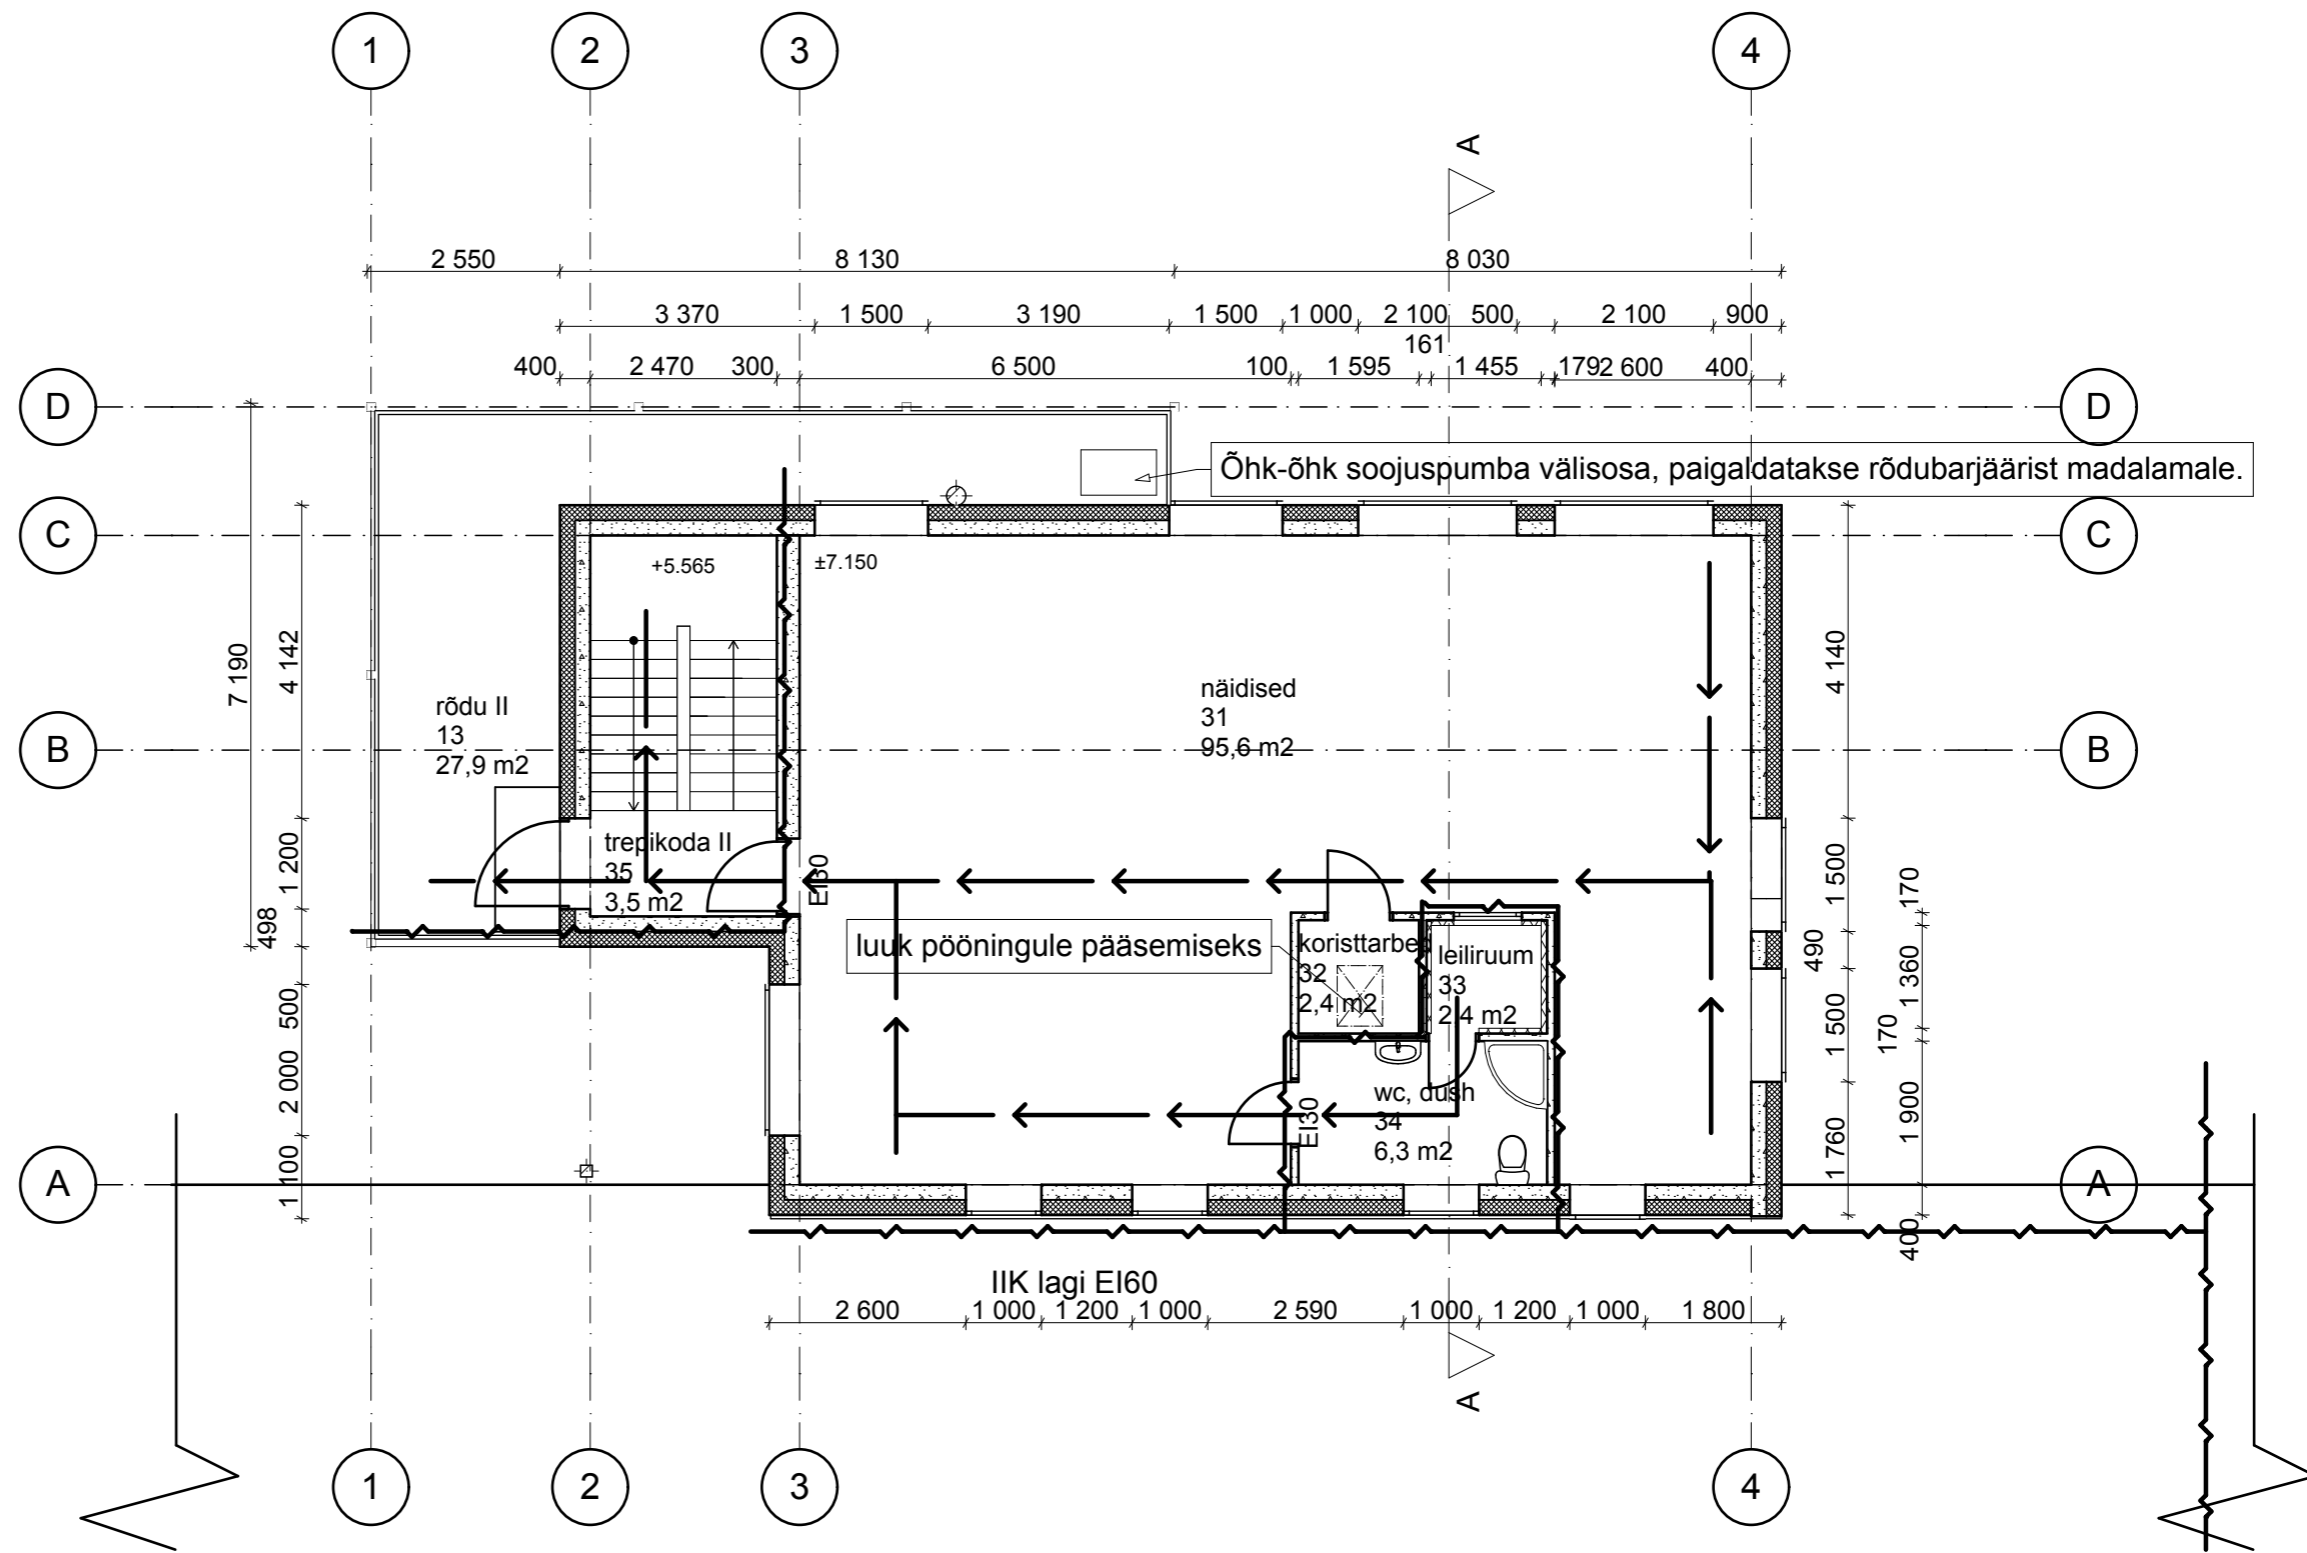 1 2 3 4
A
2 550 8 130 8 030
3 370 1 500 3 190 1 500 1 000 2 100 500 2 100 900
161
400 2 470 300 6 500 100 1 595 1 455 179 2 600 400
D D
Õhk-õhk soojuspumba välisosa, paigaldatakse rõdubarjäärist madalamale.
C C
+5.565 ±7.150
7 190
4 142
4 140
näidised
31
95,6 m2
rõdu II
13
27,9 m2
B B
trepikoda II
35
3,5 m2
EI30
1 200
498
500
2 000
1 100
1 500
490
1 500
1 760
170
1 360
170
1 900
400
luuk pööningule pääsemiseks
koristtarbed
32
2,4 m2
leiliruum
33
2,4 m2
wc, dush
34
6,3 m2
EI30
A A
IIK lagi EI60
2 600 1 000 1 200 1 000 2 590 1 000 1 200 1 000 1 800
A
1 2 3 4